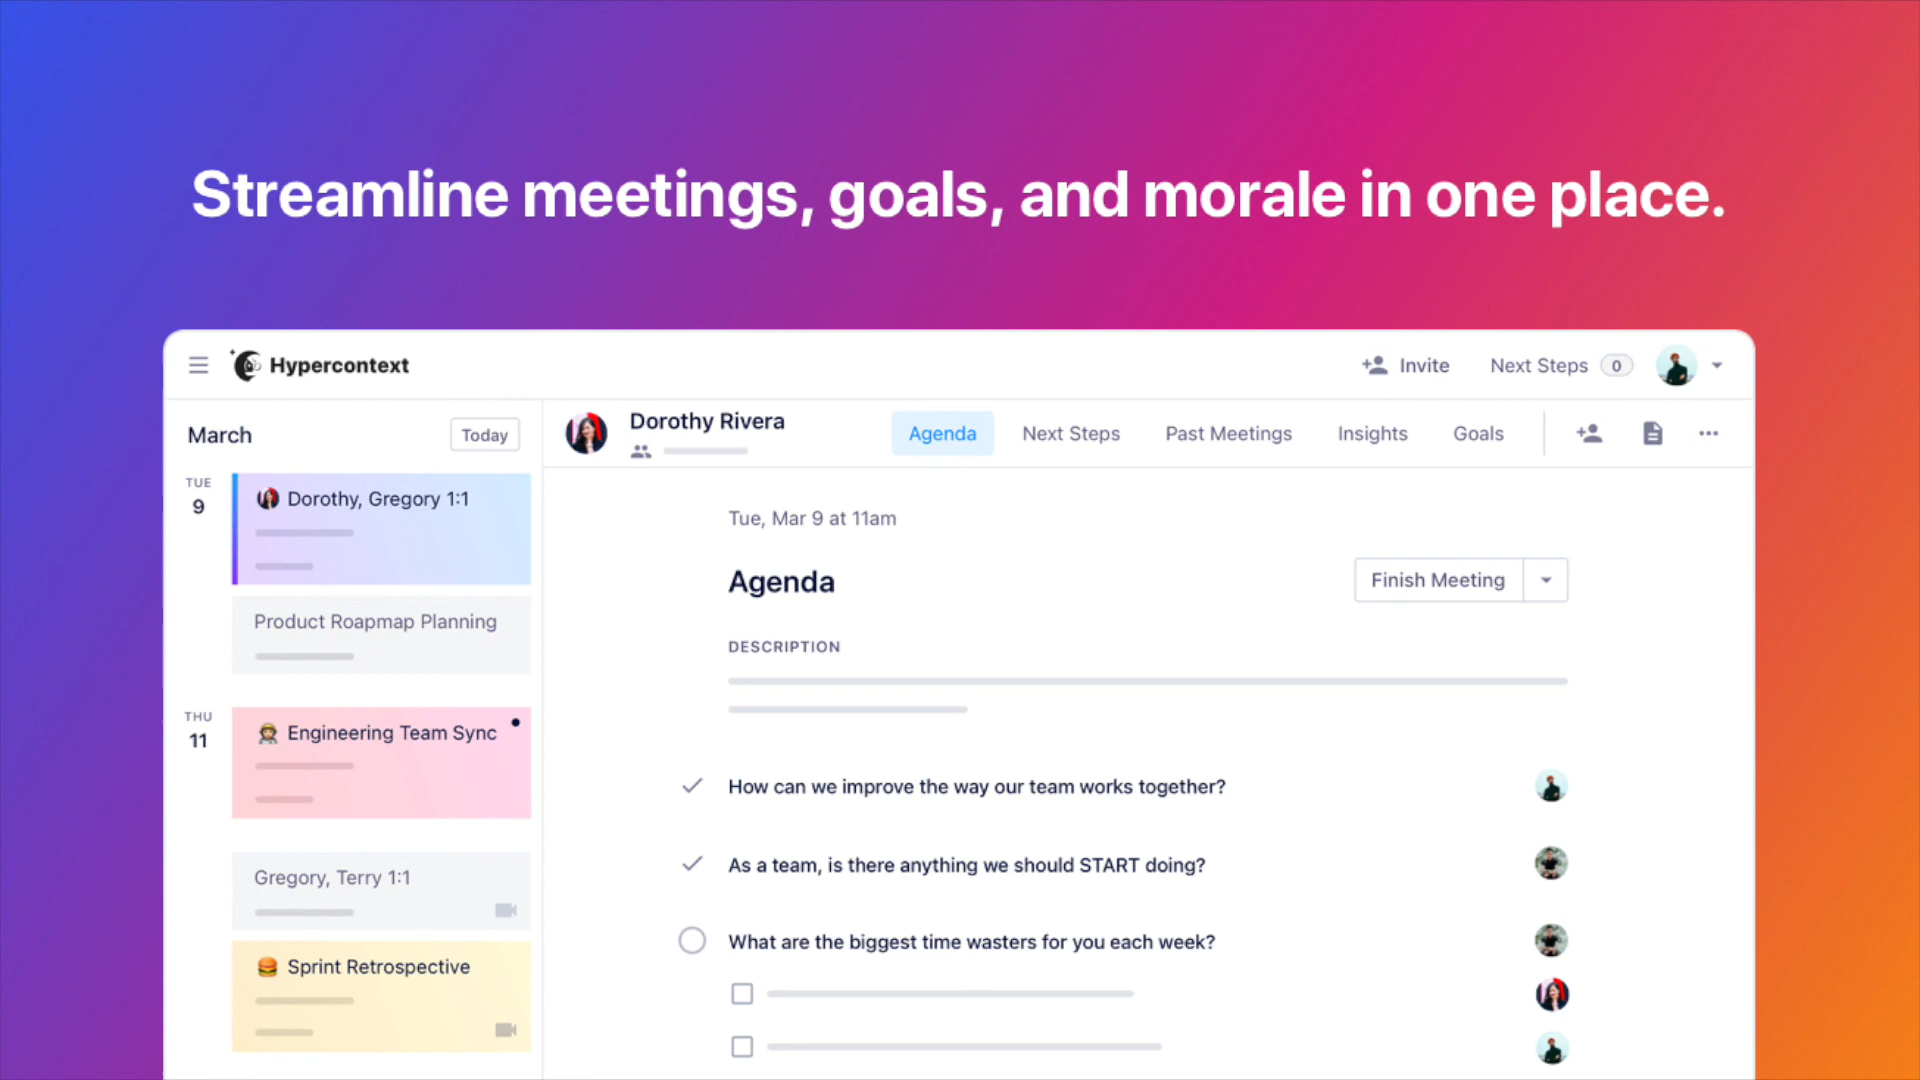 Streamline meetings, goals, and morale in one place.
Hypercontext
Invite
Next Steps 0
March
Today
TUE
9
Dorothy, Gregory 1:1
Product Roapmap Planning
THU
11
Engineering Team Sync
Gregory, Terry 1:1
Sprint Retrospective
Dorothy Rivera
Agenda
Next Steps
Past Meetings
Insights
Goals
Tue, Mar 9 at 11am
Agenda
Finish Meeting
DESCRIPTION
How can we improve the way our team works together?
As a team, is there anything we should START doing?
What are the biggest time wasters for you each week?